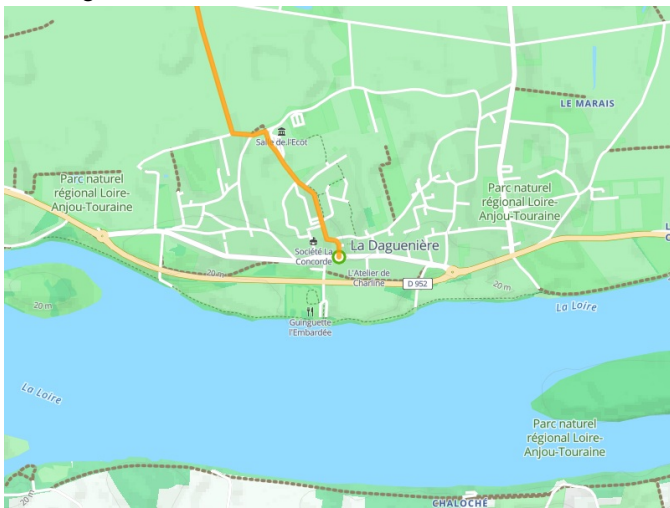 LE MARAIS
Salle de l'Ecot
Parc naturel
régional Loire-
Anjou-Touraine
Parc naturel
régional Loire-
Anjou-Touraine
Société La
Concorde
La Daguenière
20 m
L'Atelier de
Charline
D 952
20 m
20 m
Guinguette
l'Embardée
La Loire
La Loire
Parc naturel
régional Loire-
Anjou-Touraine
20 m
CHALOCHE